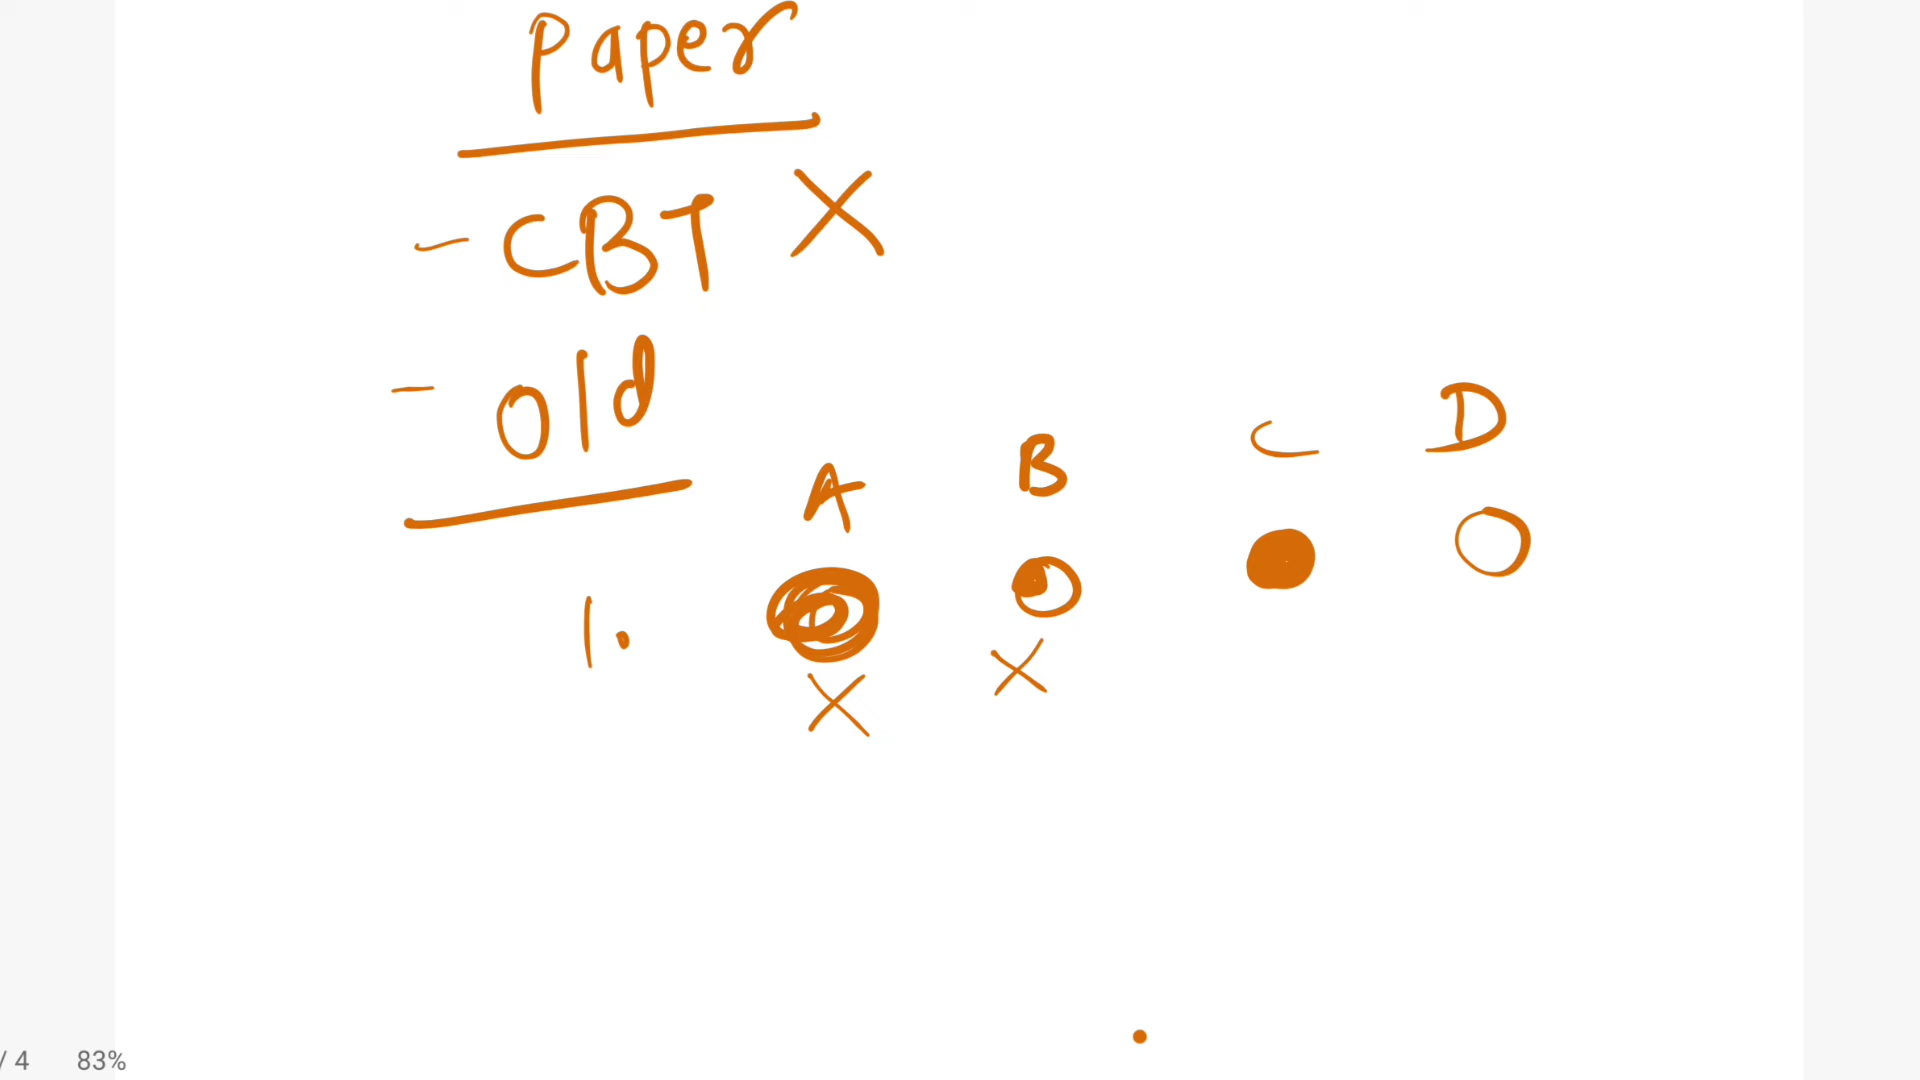 Paper
- CBT X
- Old
A B C D
1.
X X
/ 4 83%